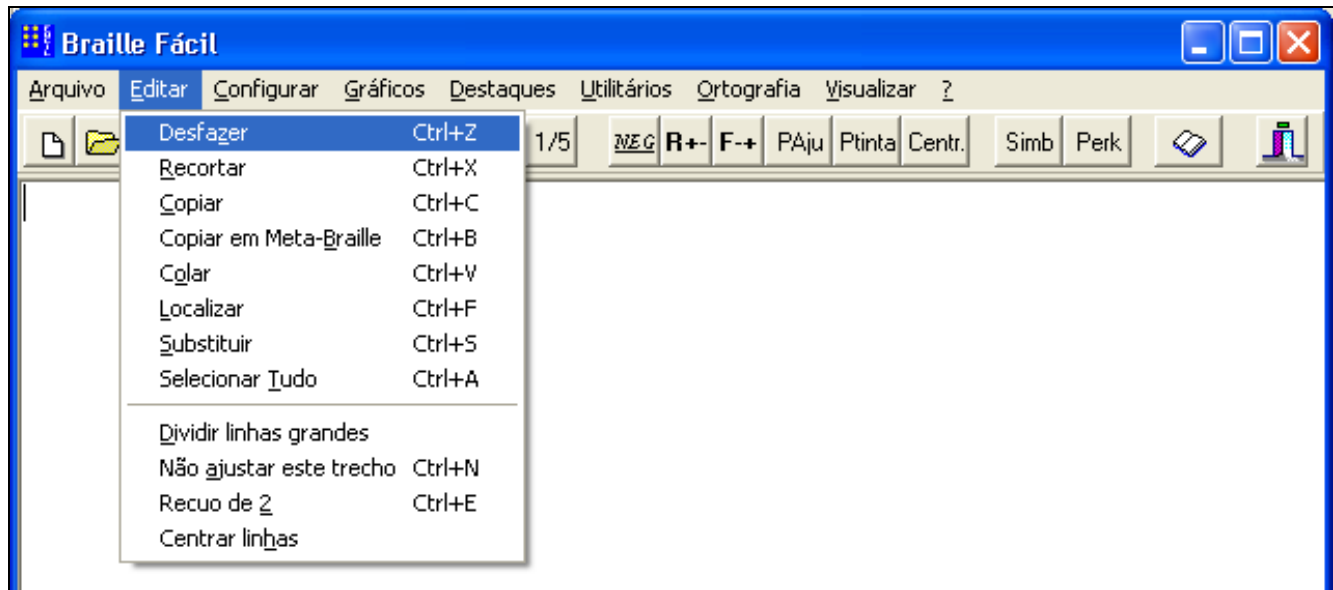 Braille Fácil
Arquivo Editar Configurar Gráficos Destaques Utilitários Ortografia Visualizar ?
1/5 NEG R+- F-+ PAju Ptinta Centr. Simb Perk
Desfazer Ctrl+Z
Recortar Ctrl+X
Copiar Ctrl+C
Copiar em Meta-Braille Ctrl+B
Colar Ctrl+V
Localizar Ctrl+F
Substituir Ctrl+S
Selecionar Tudo Ctrl+A
Dividir linhas grandes
Não ajustar este trecho Ctrl+N
Recuo de 2 Ctrl+E
Centrar linhas